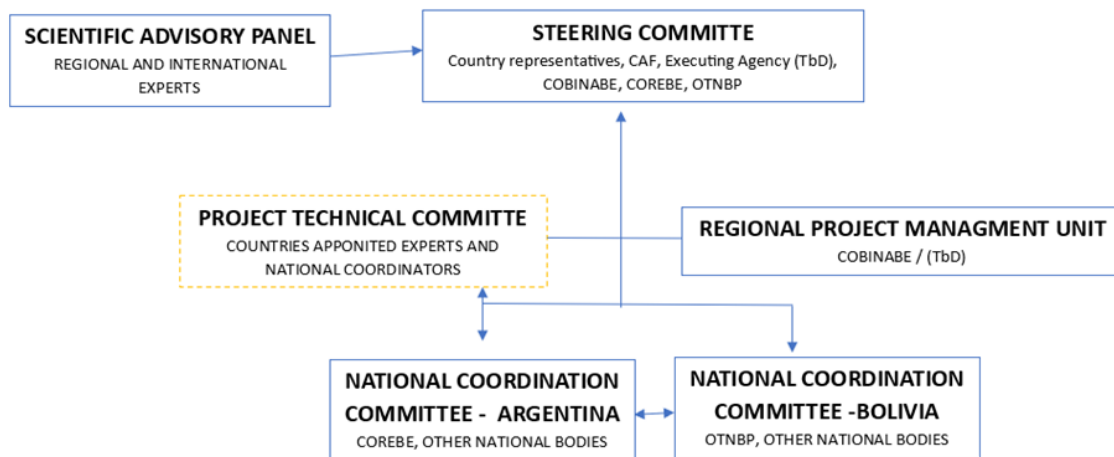 SCIENTIFIC ADVISORY PANEL
REGIONAL AND INTERNATIONAL
EXPERTS
STEERING COMMITTE
Country representatives, CAF, Executing Agency (TbD),
COBINABE, COREBE, OTNBP
PROJECT TECHNICAL COMMITTE
COUNTRIES APPONITED EXPERTS AND
NATIONAL COORDINATORS
REGIONAL PROJECT MANAGMENT UNIT
COBINABE / (TbD)
NATIONAL COORDINATION
COMMITTEE - ARGENTINA
COREBE, OTHER NATIONAL BODIES
NATIONAL COORDINATION
COMMITTEE -BOLIVIA
OTNBP, OTHER NATIONAL BODIES